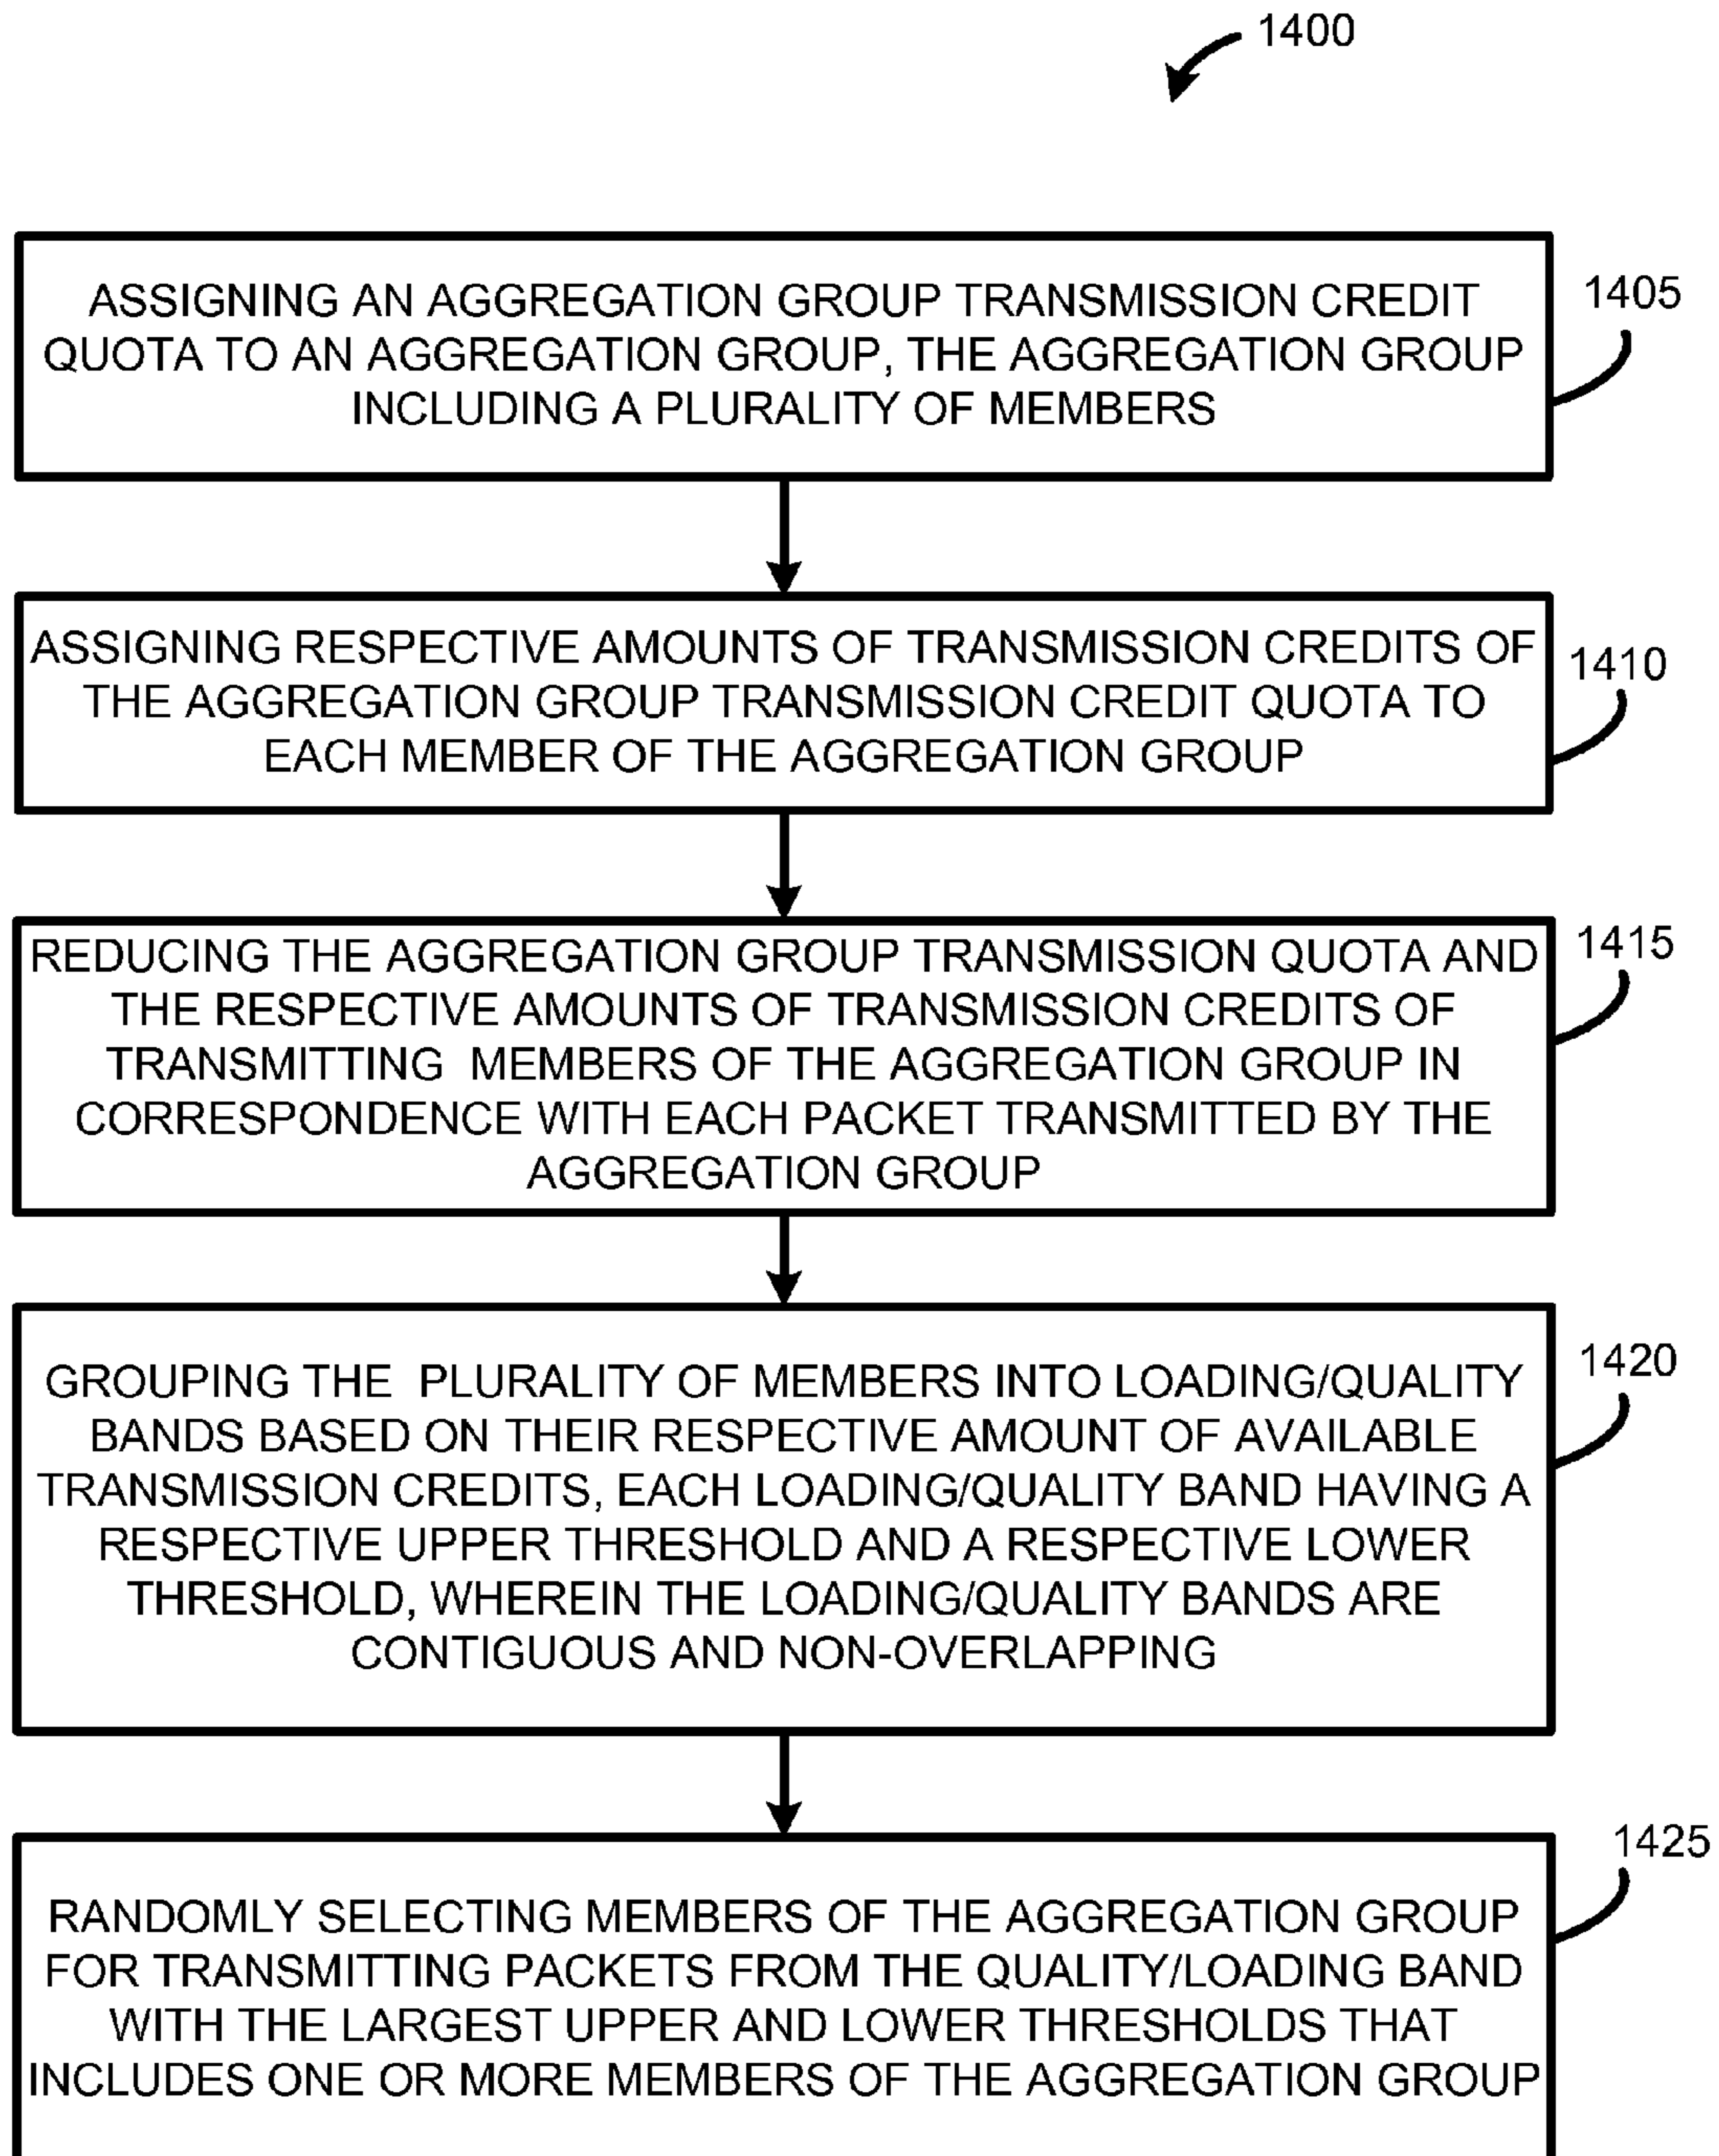 1400
ASSIGNING AN AGGREGATION GROUP TRANSMISSION CREDIT
QUOTA TO AN AGGREGATION GROUP, THE AGGREGATION GROUP
INCLUDING A PLURALITY OF MEMBERS
1405
ASSIGNING RESPECTIVE AMOUNTS OF TRANSMISSION CREDITS OF
THE AGGREGATION GROUP TRANSMISSION CREDIT QUOTA TO
EACH MEMBER OF THE AGGREGATION GROUP
1410
REDUCING THE AGGREGATION GROUP TRANSMISSION QUOTA AND
THE RESPECTIVE AMOUNTS OF TRANSMISSION CREDITS OF
TRANSMITTING MEMBERS OF THE AGGREGATION GROUP IN
CORRESPONDENCE WITH EACH PACKET TRANSMITTED BY THE
AGGREGATION GROUP
1415
GROUPING THE PLURALITY OF MEMBERS INTO LOADING/QUALITY
BANDS BASED ON THEIR RESPECTIVE AMOUNT OF AVAILABLE
TRANSMISSION CREDITS, EACH LOADING/QUALITY BAND HAVING A
RESPECTIVE UPPER THRESHOLD AND A RESPECTIVE LOWER
THRESHOLD, WHEREIN THE LOADING/QUALITY BANDS ARE
CONTIGUOUS AND NON-OVERLAPPING
1420
RANDOMLY SELECTING MEMBERS OF THE AGGREGATION GROUP
FOR TRANSMITTING PACKETS FROM THE QUALITY/LOADING BAND
WITH THE LARGEST UPPER AND LOWER THRESHOLDS THAT
INCLUDES ONE OR MORE MEMBERS OF THE AGGREGATION GROUP
1425